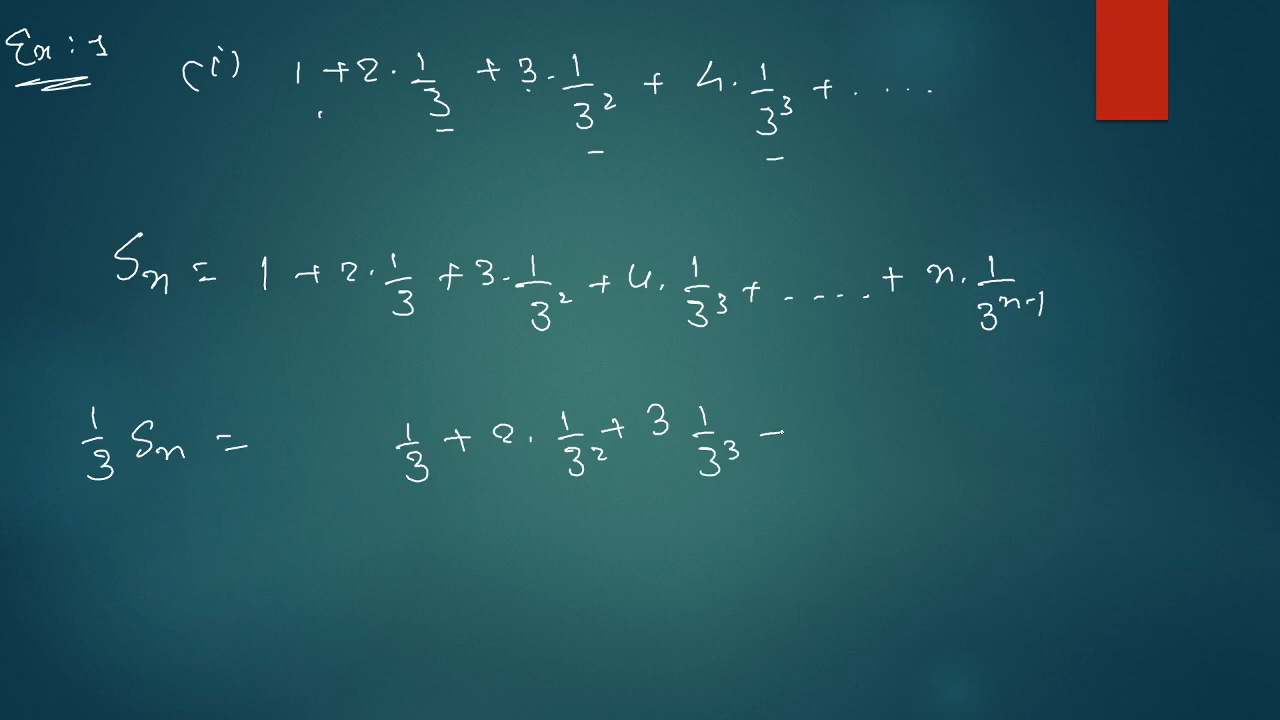 Ex: 1
(i) 1 + 2 · 1/3 + 3 · 1/3² + 4 · 1/3³ + . . . .
Sn = 1 + 2 · 1/3 + 3 · 1/3² + 4 · 1/3³ + . . . . . + n · 1/3ⁿ⁻¹
1/3 Sn = 1/3 + 2 · 1/3² + 3 1/3³ –